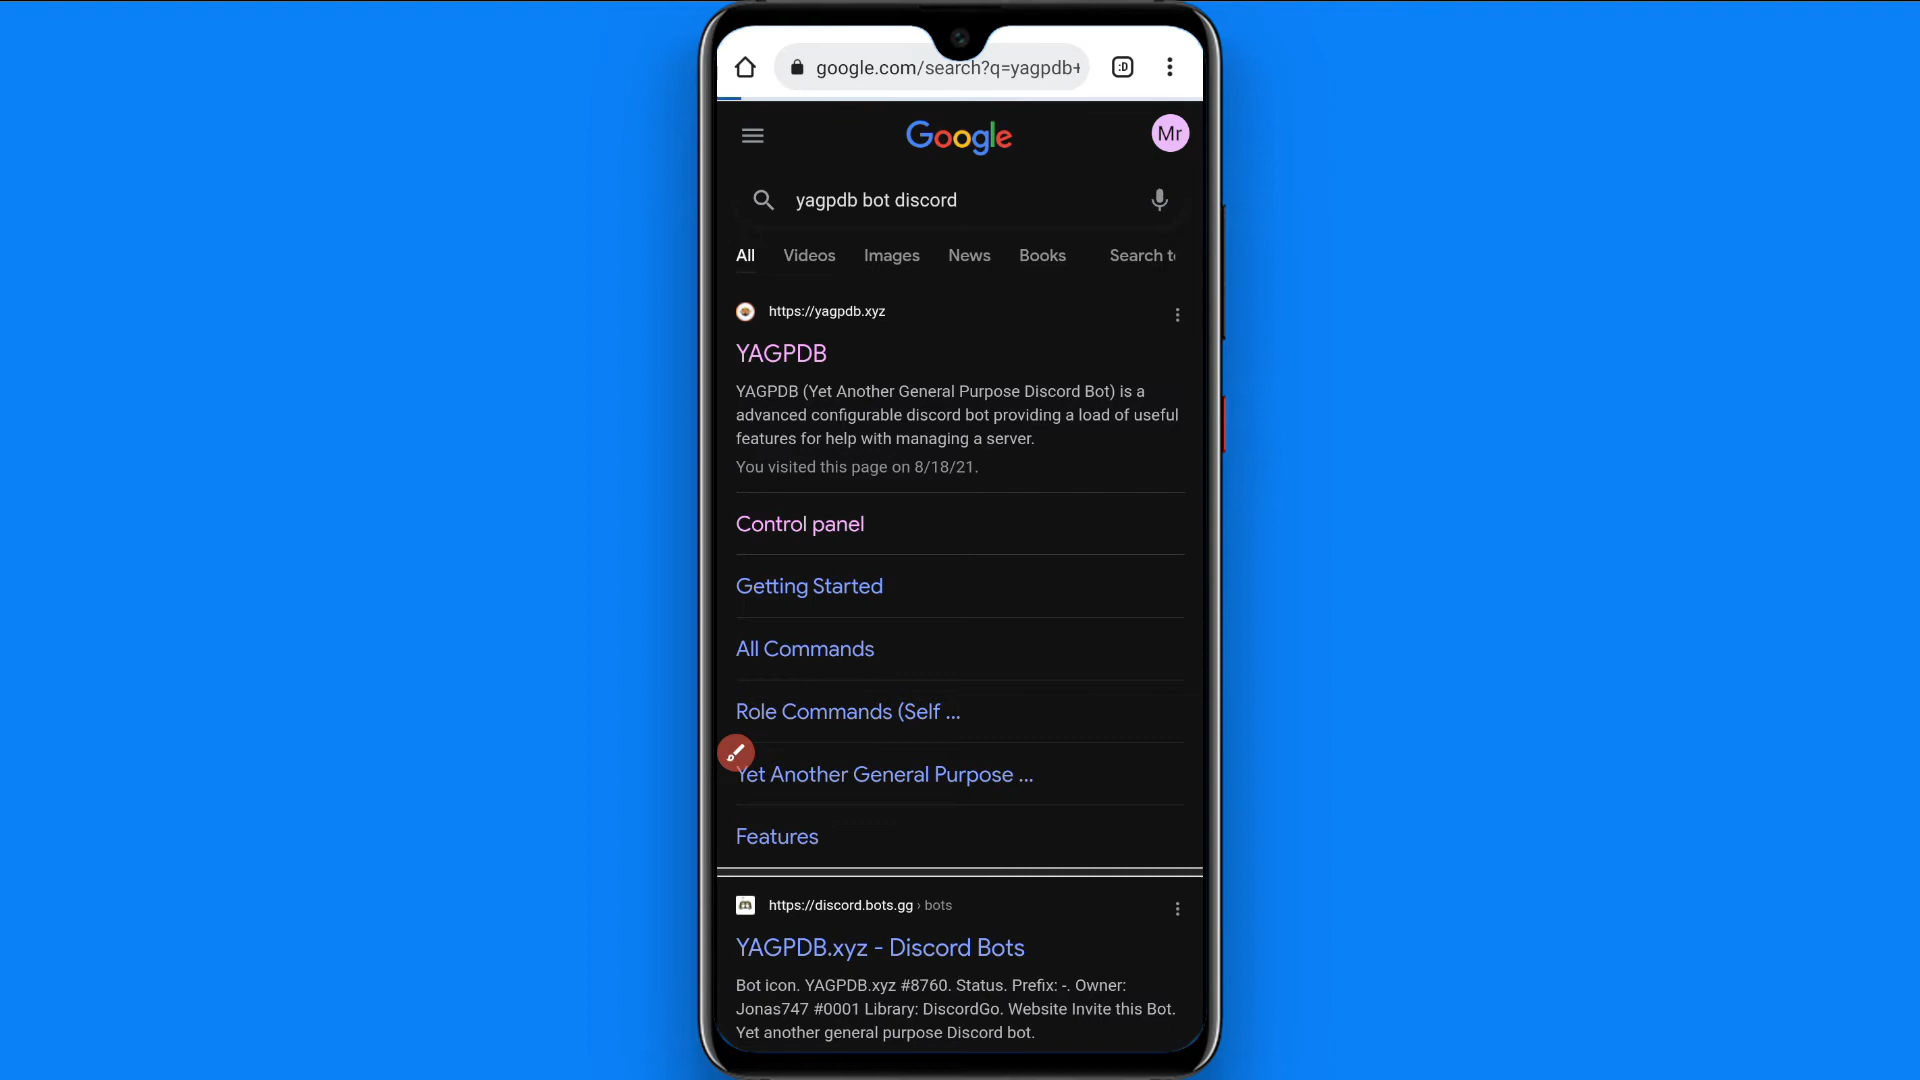 google.com/search?q=yagpdb+
:D
Google
Mr
yagpdb bot discord
All Videos Images News Books Search to
https://yagpdb.xyz
YAGPDB
YAGPDB (Yet Another General Purpose Discord Bot) is a
advanced configurable discord bot providing a load of useful
features for help with managing a server.
You visited this page on 8/18/21.
Control panel
Getting Started
All Commands
Role Commands (Self ...
Yet Another General Purpose ...
Features
https://discord.bots.gg › bots
YAGPDB.xyz - Discord Bots
Bot icon. YAGPDB.xyz #8760. Status. Prefix: -. Owner:
Jonas747 #0001 Library: DiscordGo. Website Invite this Bot.
Yet another general purpose Discord bot.